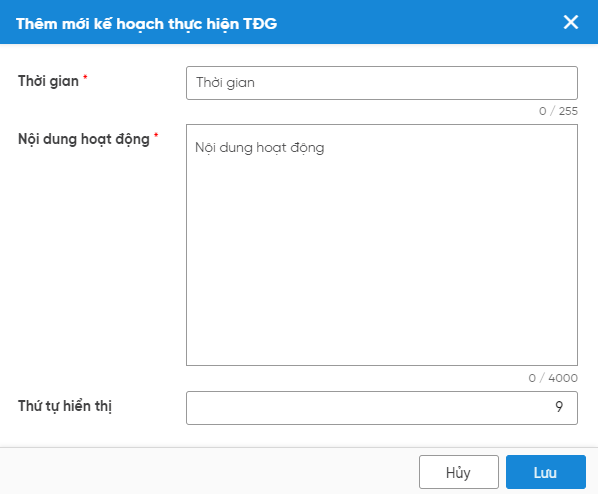 Thêm mới kế hoạch thực hiện TĐG
Thời gian *
Thời gian
0 / 255
Nội dung hoạt động *
Nội dung hoạt động
0 / 4000
Thứ tự hiển thị
9
Hủy
Lưu